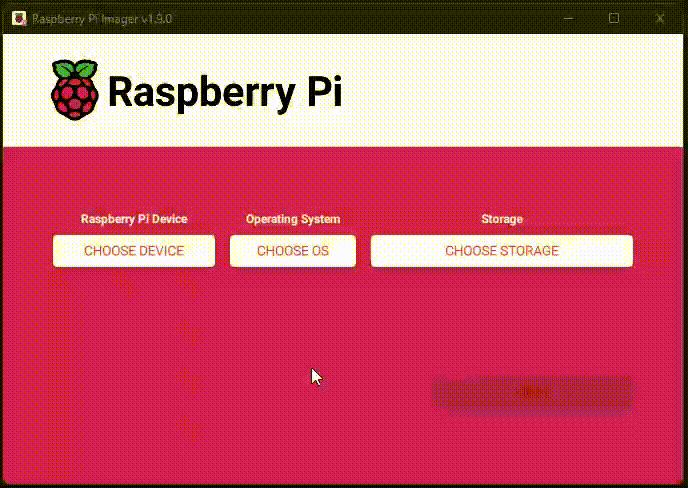 Raspberry Pi Imager v1.9.0
Raspberry Pi
Raspberry Pi Device
Operating System
Storage
CHOOSE DEVICE
CHOOSE OS
CHOOSE STORAGE